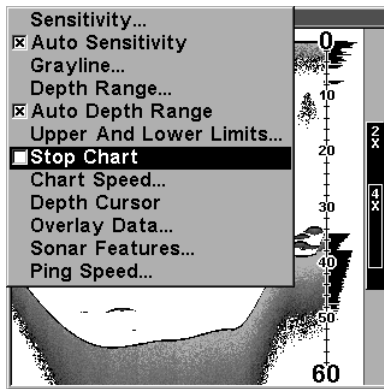 Sensitivity...
Auto Sensitivity
Grayline...
Depth Range...
Auto Depth Range
Upper And Lower Limits...
Stop Chart
Chart Speed...
Depth Cursor
Overlay Data...
Sonar Features...
Ping Speed...
0
10
20
30
40
50
60
2X
4X